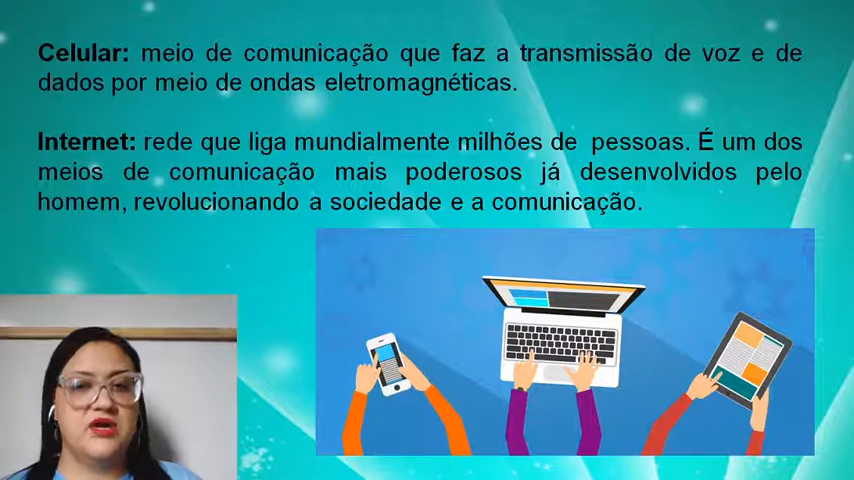 Celular: meio de comunicação que faz a transmissão de voz e de
dados por meio de ondas eletromagnéticas.
Internet: rede que liga mundialmente milhões de pessoas. É um dos
meios de comunicação mais poderosos já desenvolvidos pelo
homem, revolucionando a sociedade e a comunicação.